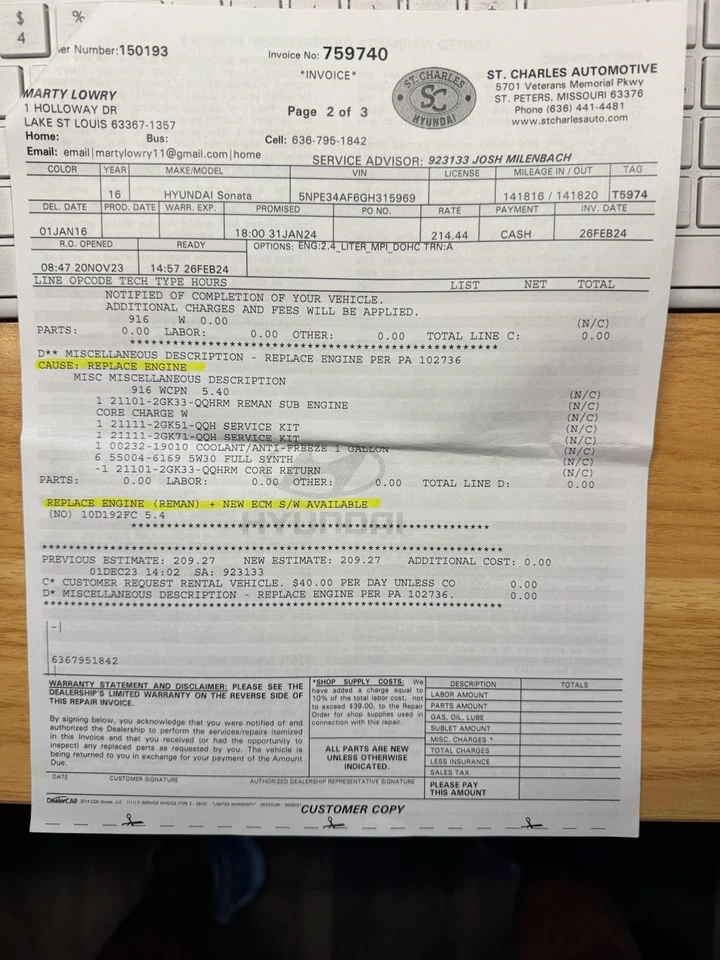 $
4
%
er Number:150193
Invoice No: 759740
*INVOICE*
Page 2 of 3
ST. CHARLES
SC
HYUNDAI
ST. CHARLES AUTOMOTIVE
5701 Veterans Memorial Pkwy
ST. PETERS, MISSOURI 63376
Phone (636) 441-4481
www.stcharlesauto.com
MARTY LOWRY
1 HOLLOWAY DR
LAKE ST LOUIS 63367-1357
Home: Bus: Cell: 636-795-1842
Email: email|martylowry11@gmail.com|home
SERVICE ADVISOR: 923133 JOSH MILENBACH
COLOR YEAR MAKE/MODEL VIN LICENSE MILEAGE IN / OUT TAG
16 HYUNDAI Sonata 5NPE34AF6GH315969 141816 / 141820 T5974
DEL. DATE PROD. DATE WARR. EXP. PROMISED PO NO. RATE PAYMENT INV. DATE
01JAN16 18:00 31JAN24 214.44 CASH 26FEB24
R.O. OPENED READY OPTIONS: ENG:2.4_LITER_MPI_DOHC TRN:A
08:47 20NOV23 14:57 26FEB24
LINE OPCODE TECH TYPE HOURS LIST NET TOTAL
NOTIFIED OF COMPLETION OF YOUR VEHICLE.
ADDITIONAL CHARGES AND FEES WILL BE APPLIED.
916 W 0.00 (N/C)
PARTS: 0.00 LABOR: 0.00 OTHER: 0.00 TOTAL LINE C: 0.00
D** MISCELLANEOUS DESCRIPTION - REPLACE ENGINE PER PA 102736
CAUSE: REPLACE ENGINE
MISC MISCELLANEOUS DESCRIPTION
916 WCPN 5.40 (N/C)
1 21101-2GK33-QQHRM REMAN SUB ENGINE (N/C)
CORE CHARGE W (N/C)
1 21111-2GK51-QQH SERVICE KIT (N/C)
1 21111-2GK71-QQH SERVICE KIT (N/C)
1 00232-19010 COOLANT/ANTI-FREEZE 1 GALLON (N/C)
6 55004-6169 5W30 FULL SYNTH (N/C)
-1 21101-2GK33-QQHRM CORE RETURN (N/C)
PARTS: 0.00 LABOR: 0.00 OTHER: 0.00 TOTAL LINE D: 0.00
REPLACE ENGINE (REMAN) + NEW ECM S/W AVAILABLE
(NO) 10D192FC 5.4
HYUNDAI
PREVIOUS ESTIMATE: 209.27 NEW ESTIMATE: 209.27 ADDITIONAL COST: 0.00
01DEC23 14:02 SA: 923133
C* CUSTOMER REQUEST RENTAL VEHICLE. $40.00 PER DAY UNLESS CO 0.00
D* MISCELLANEOUS DESCRIPTION - REPLACE ENGINE PER PA 102736. 0.00
6367951842
WARRANTY STATEMENT AND DISCLAIMER: PLEASE SEE THE
DEALERSHIP'S LIMITED WARRANTY ON THE REVERSE SIDE OF
THIS REPAIR INVOICE.
By signing below, you acknowledge that you were notified of and
authorized the Dealership to perform the services/repairs itemized
in this Invoice and that you received (or had the opportunity to
inspect) any replaced parts as requested by you. The vehicle is
being returned to you in exchange for your payment of the Amount
Due.
DATE CUSTOMER SIGNATURE AUTHORIZED DEALERSHIP REPRESENTATIVE SIGNATURE
*SHOP SUPPLY COSTS: We
have added a charge equal to
10% of the total labor cost, not
to exceed $39.00, to the Repair
Order for shop supplies used in
connection with this repair.
ALL PARTS ARE NEW
UNLESS OTHERWISE
INDICATED.
DESCRIPTION TOTALS
LABOR AMOUNT
PARTS AMOUNT
GAS, OIL, LUBE
SUBLET AMOUNT
MISC. CHARGES *
TOTAL CHARGES
LESS INSURANCE
SALES TAX
PLEASE PAY
THIS AMOUNT
DealerCAP
CUSTOMER COPY